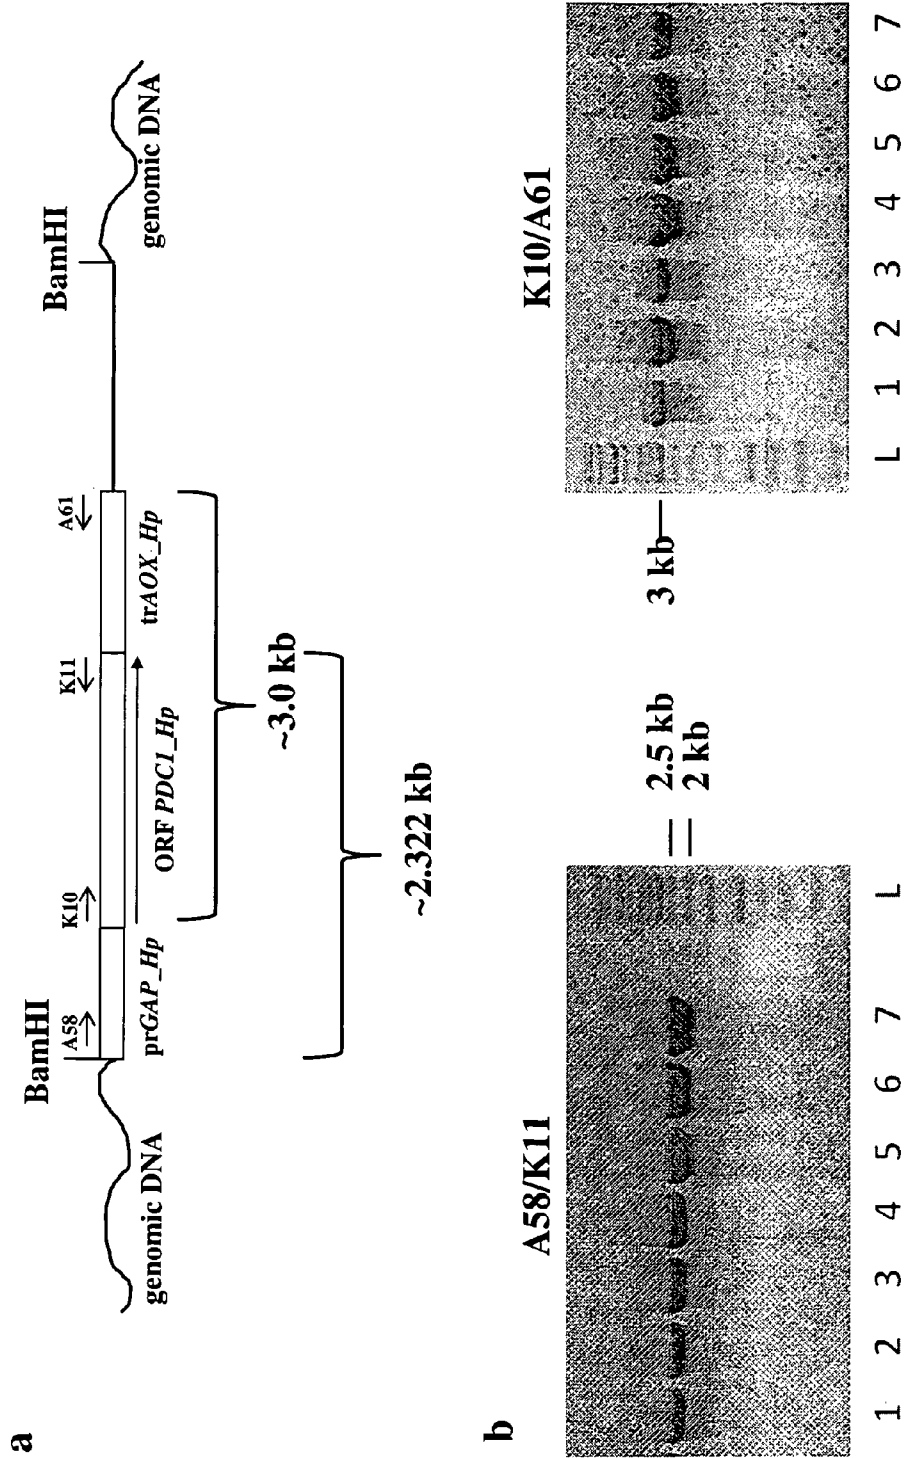 a
BamHI
BamHI
A58
K10
K11
A61
prGAP_Hp
ORF PDC1_Hp
trAOX_Hp
genomic DNA
genomic DNA
~3.0 kb
~2.322 kb
b
A58/K11
K10/A61
2.5 kb
2 kb
3 kb
1 2 3 4 5 6 7 L
L 1 2 3 4 5 6 7